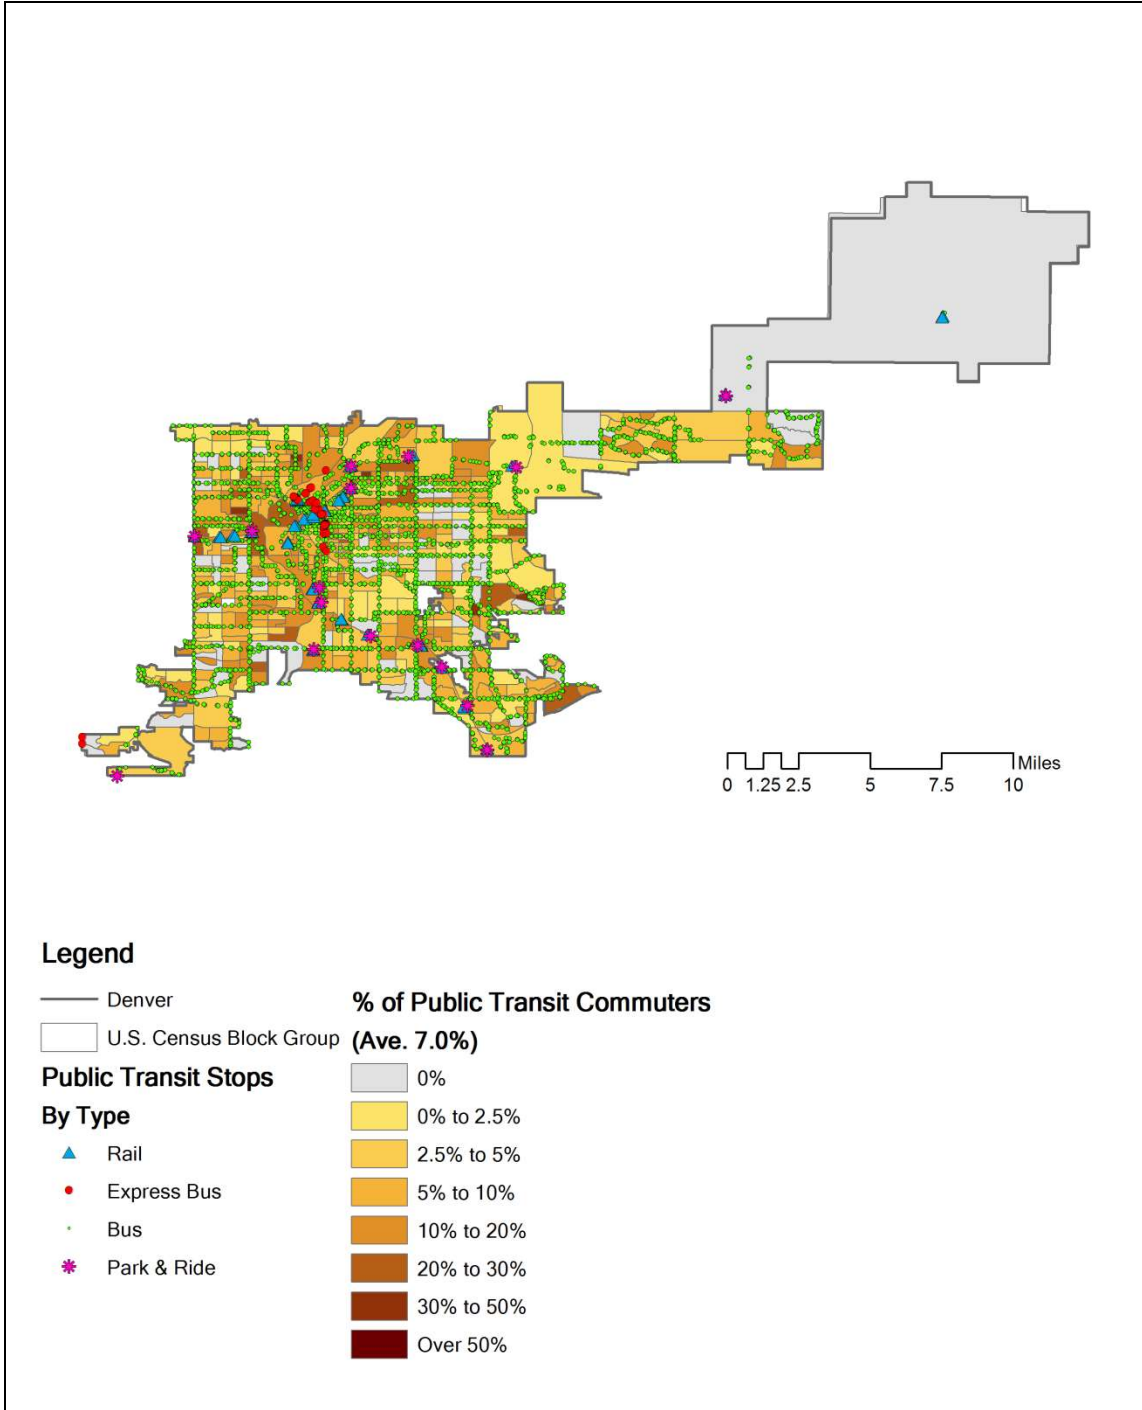 Miles
0 1.25 2.5 5 7.5 10
Legend
Denver
U.S. Census Block Group
Public Transit Stops
By Type
Rail
Express Bus
Bus
Park & Ride
% of Public Transit Commuters
(Ave. 7.0%)
0%
0% to 2.5%
2.5% to 5%
5% to 10%
10% to 20%
20% to 30%
30% to 50%
Over 50%